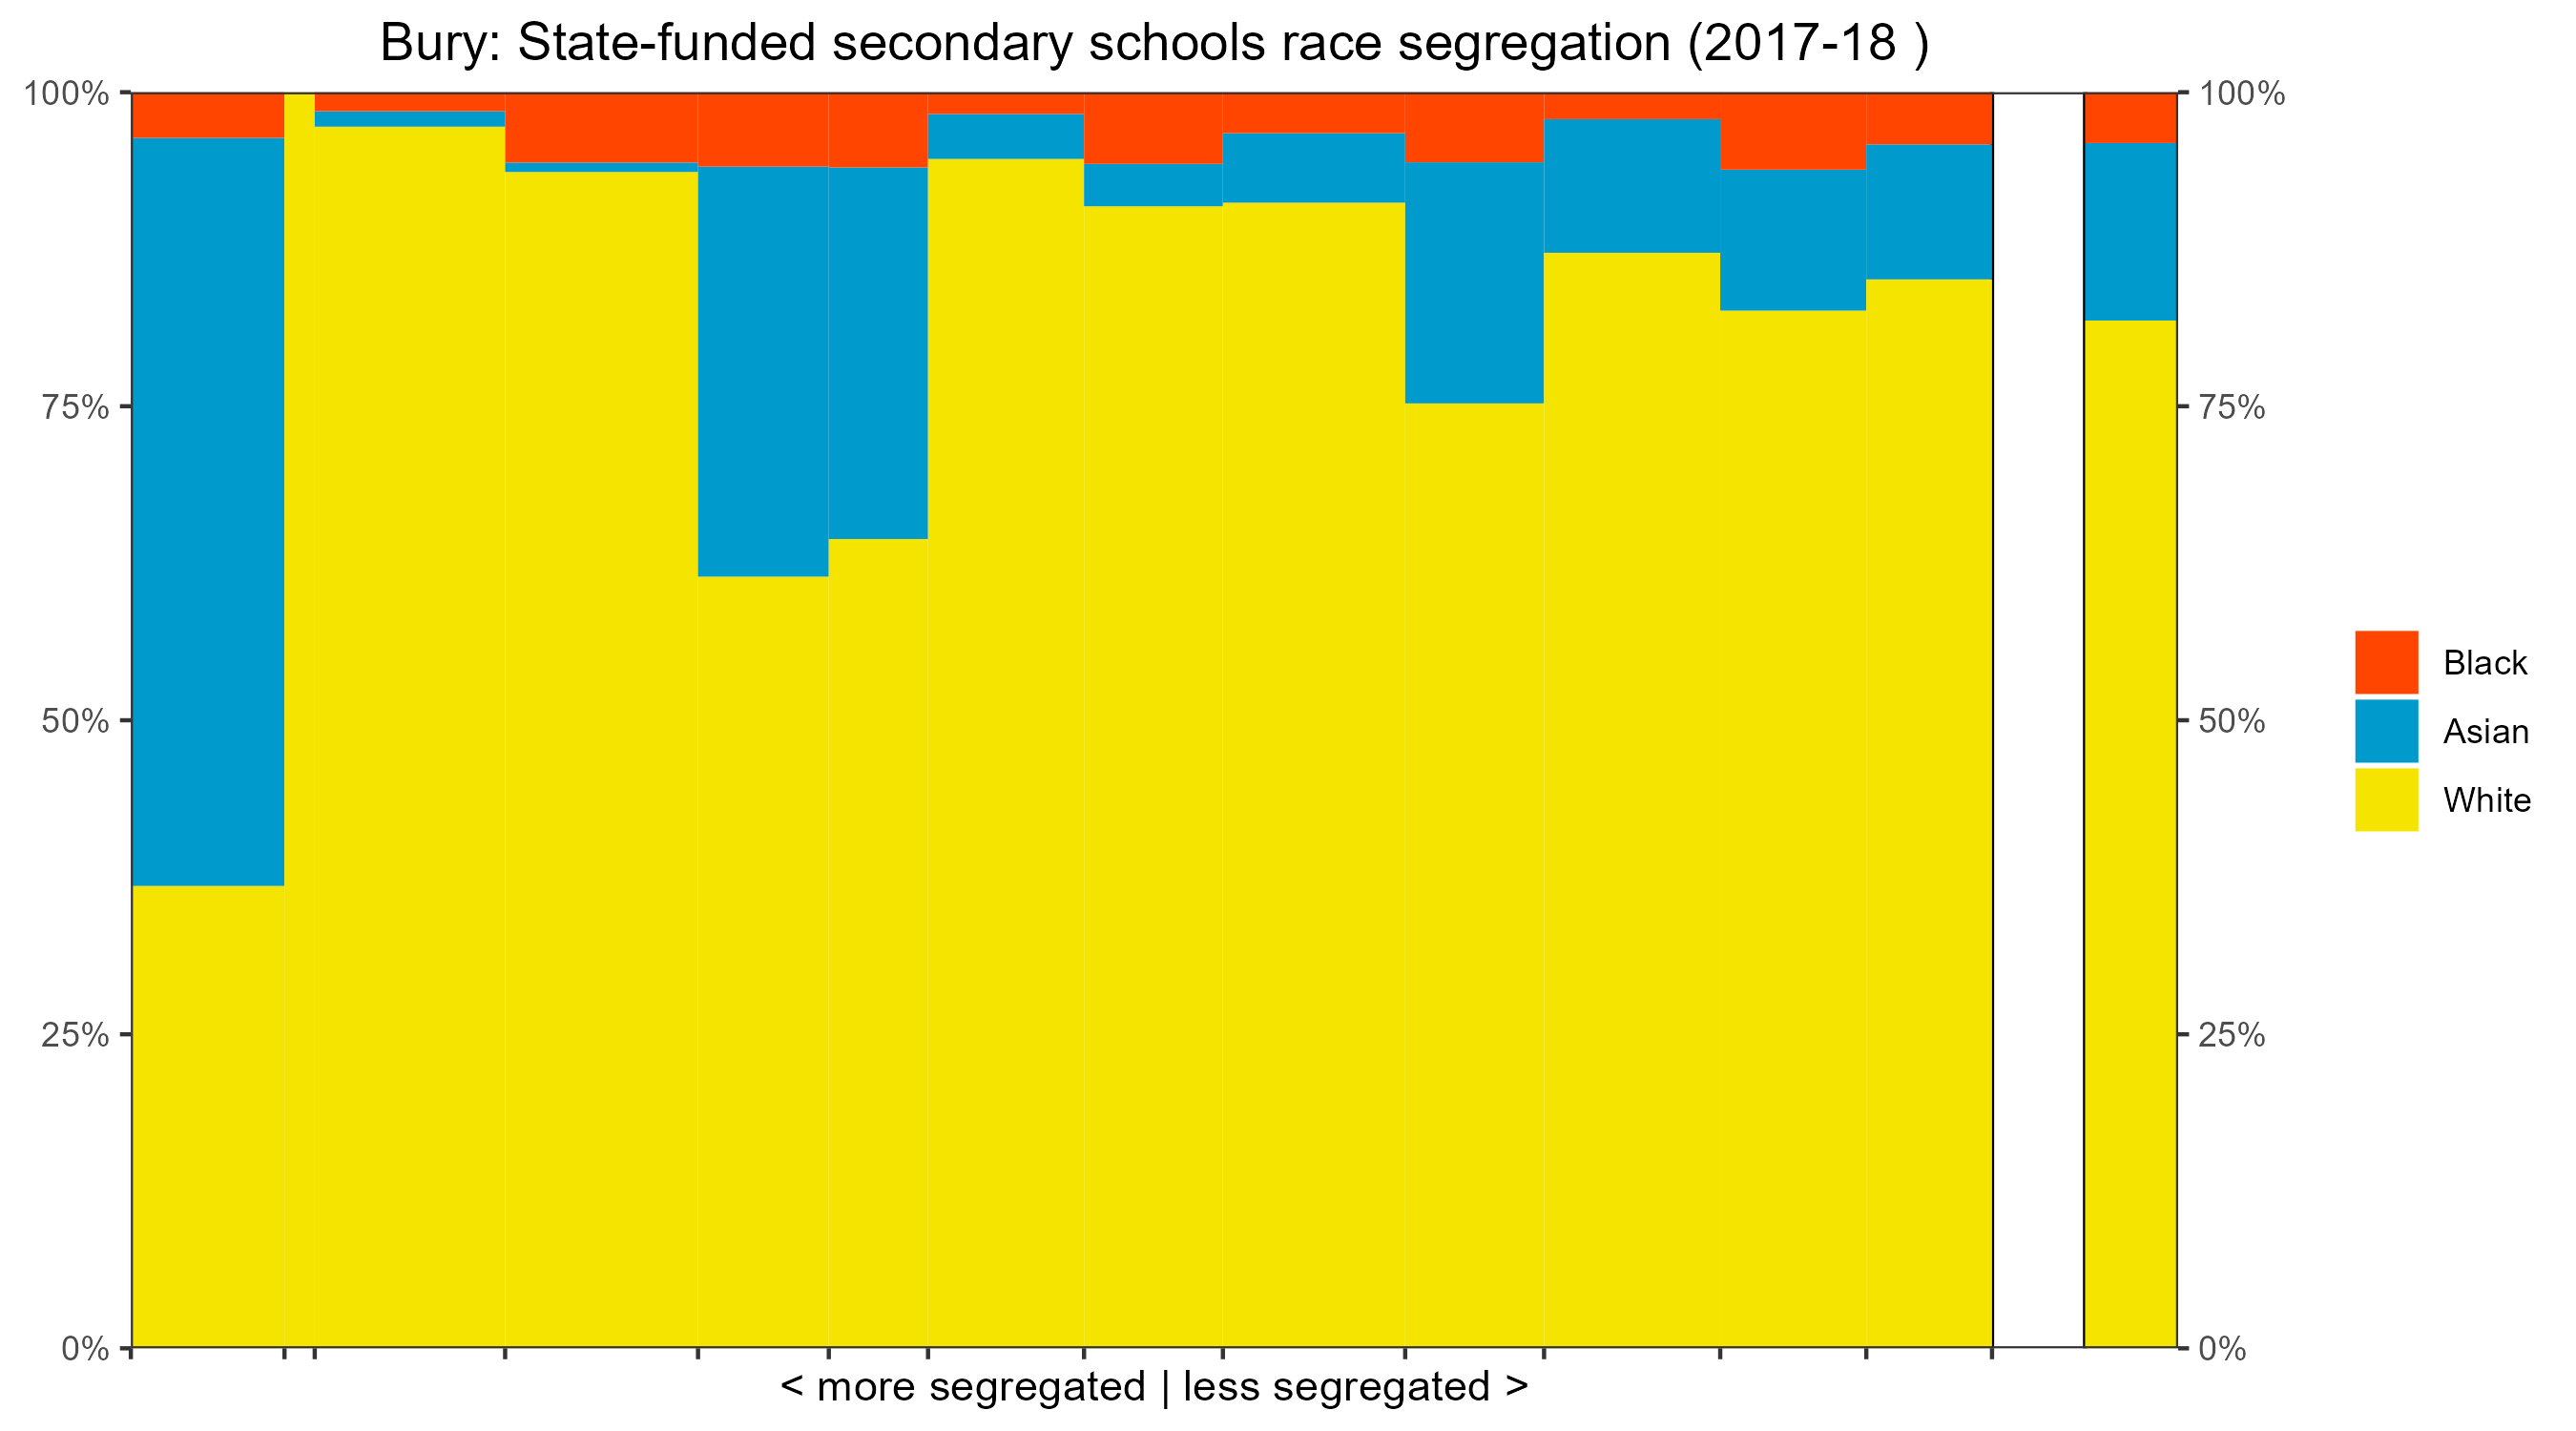 Bury: State-funded secondary schools race segregation (2017-18 )
100% 100%
75% 75%
50% 50%
25% 25%
0% 0%
Black
Asian
White
< more segregated | less segregated >